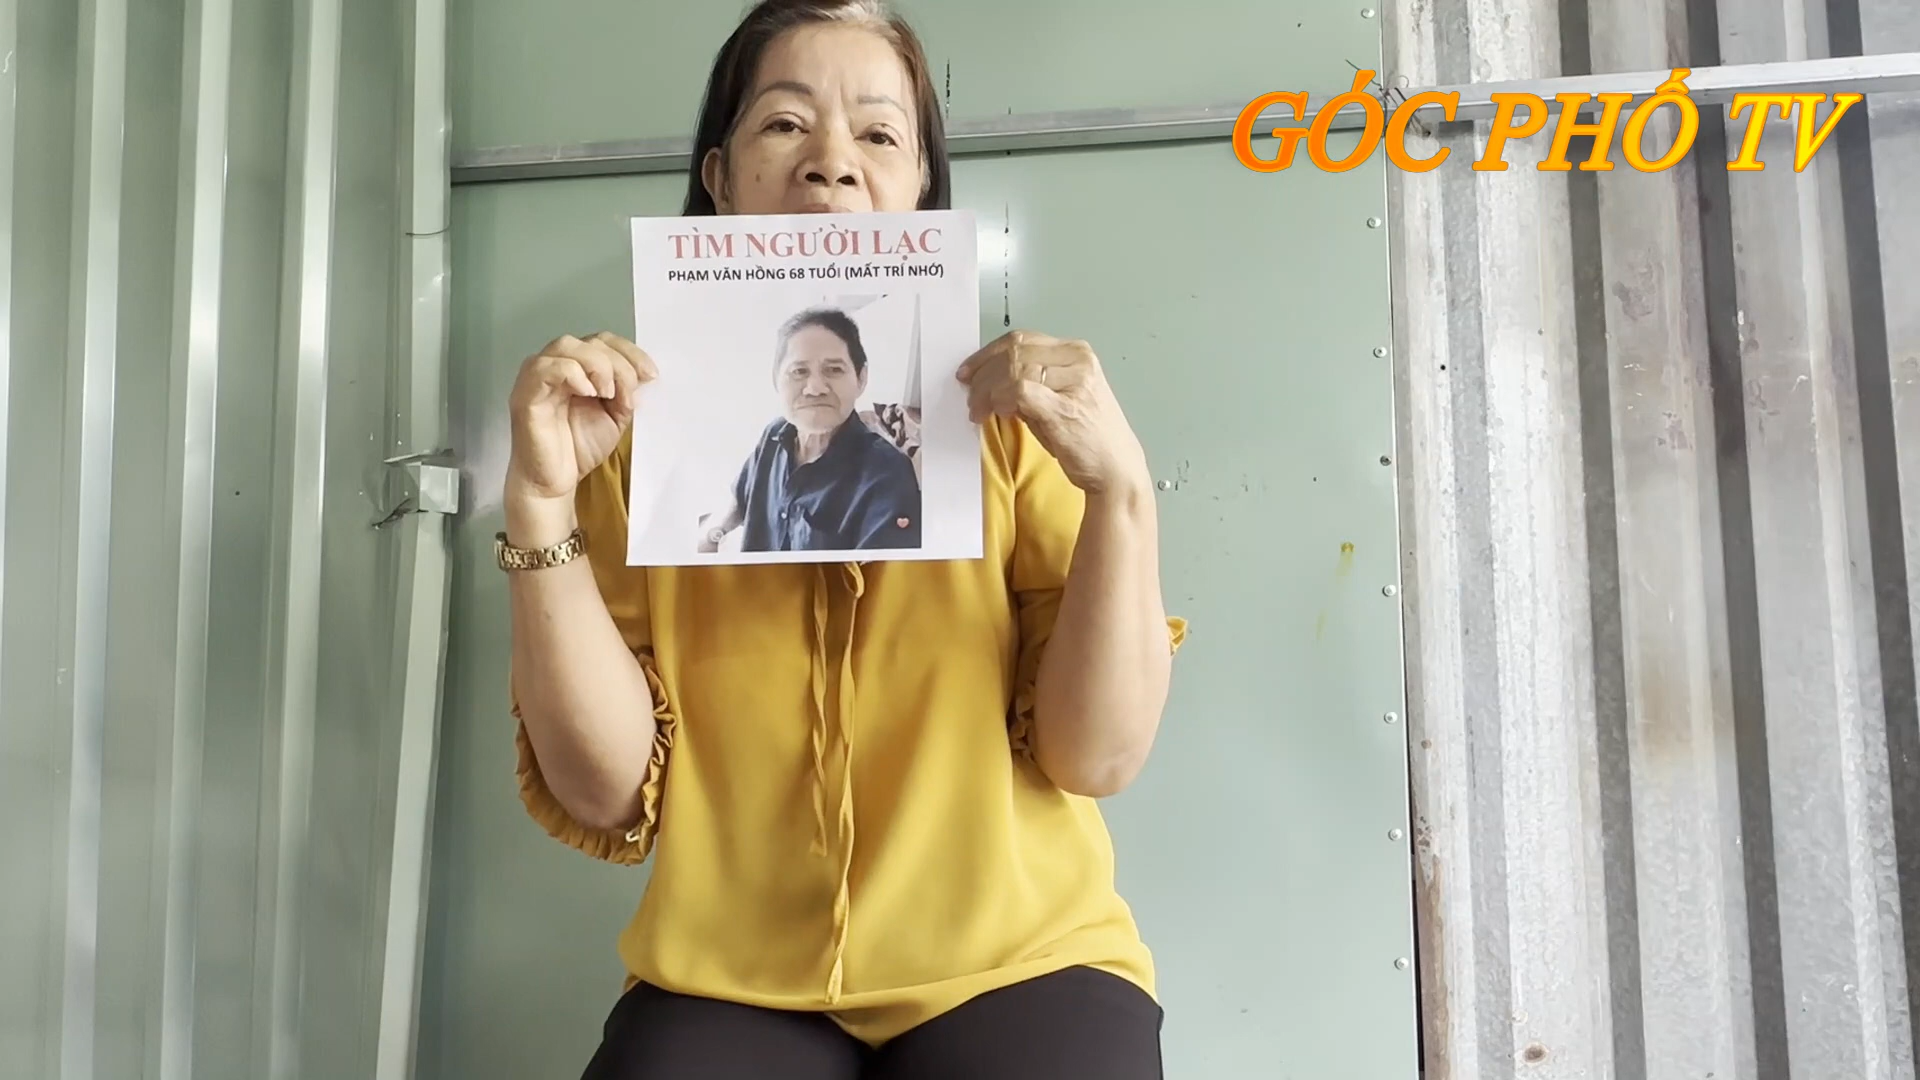 GÓC PHỐ TV
TÌM NGƯỜI LẠC
PHẠM VĂN HỒNG 68 TUỔI (MẤT TRÍ NHỚ)